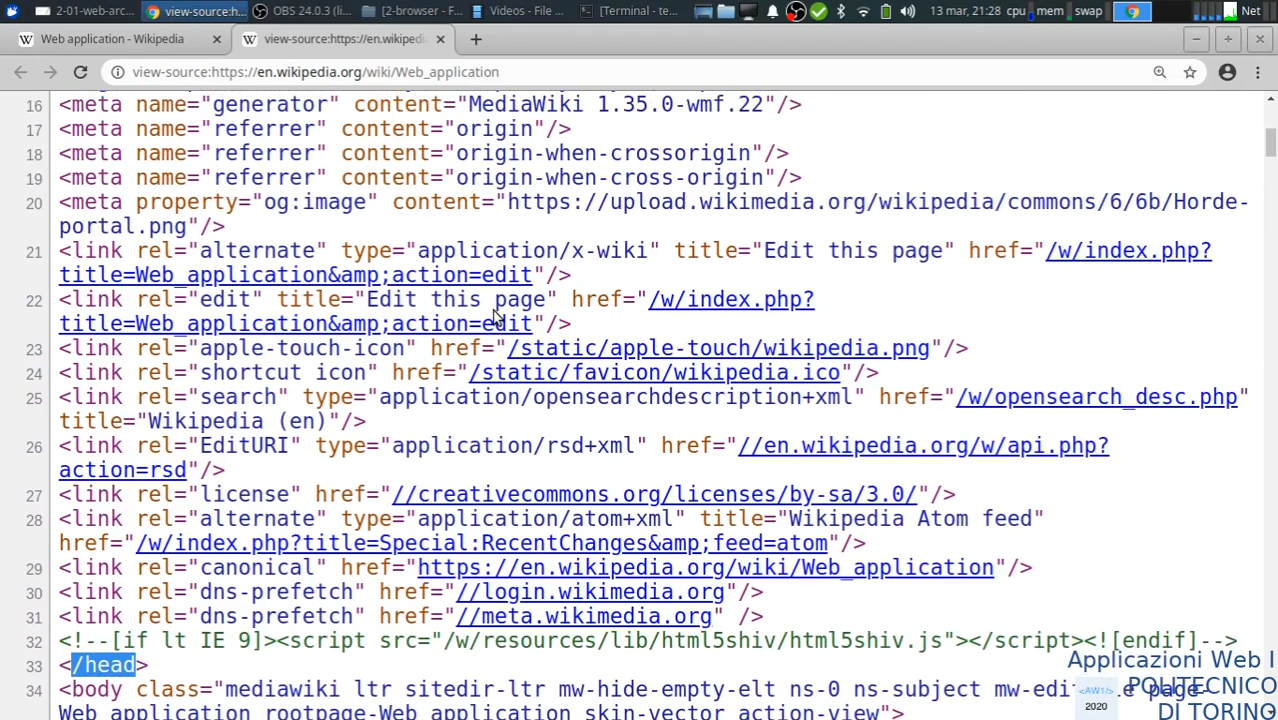 2-01-web-arc...
view-source:h...
OBS 24.0.3 (li...
[2-browser - F...
Videos - File ...
[Terminal - te...
13 mar, 21:28
cpu
mem
swap
Net
Web application - Wikipedia
view-source:https://en.wikipedi
view-source:https://en.wikipedia.org/wiki/Web_application
16 <meta name="generator" content="MediaWiki 1.35.0-wmf.22"/>
17 <meta name="referrer" content="origin"/>
18 <meta name="referrer" content="origin-when-crossorigin"/>
19 <meta name="referrer" content="origin-when-cross-origin"/>
20 <meta property="og:image" content="https://upload.wikimedia.org/wikipedia/commons/6/6b/Horde-
portal.png"/>
21 <link rel="alternate" type="application/x-wiki" title="Edit this page" href="/w/index.php?
title=Web_application&amp;action=edit"/>
22 <link rel="edit" title="Edit this page" href="/w/index.php?
title=Web_application&amp;action=edit"/>
23 <link rel="apple-touch-icon" href="/static/apple-touch/wikipedia.png"/>
24 <link rel="shortcut icon" href="/static/favicon/wikipedia.ico"/>
25 <link rel="search" type="application/opensearchdescription+xml" href="/w/opensearch_desc.php"
title="Wikipedia (en)"/>
26 <link rel="EditURI" type="application/rsd+xml" href="//en.wikipedia.org/w/api.php?
action=rsd"/>
27 <link rel="license" href="//creativecommons.org/licenses/by-sa/3.0/"/>
28 <link rel="alternate" type="application/atom+xml" title="Wikipedia Atom feed"
href="/w/index.php?title=Special:RecentChanges&amp;feed=atom"/>
29 <link rel="canonical" href="https://en.wikipedia.org/wiki/Web_application"/>
30 <link rel="dns-prefetch" href="//login.wikimedia.org"/>
31 <link rel="dns-prefetch" href="//meta.wikimedia.org" />
32 <!--[if lt IE 9]><script src="/w/resources/lib/html5shiv/html5shiv.js"></script><![endif]-->
33 </head>
34 <body class="mediawiki ltr sitedir-ltr mw-hide-empty-elt ns-0 ns-subject page-
Web_application rootpage-Web_application skin-vector action-view">
Applicazioni Web I
POLITECNICO
DI TORINO
<AW1/>
2020